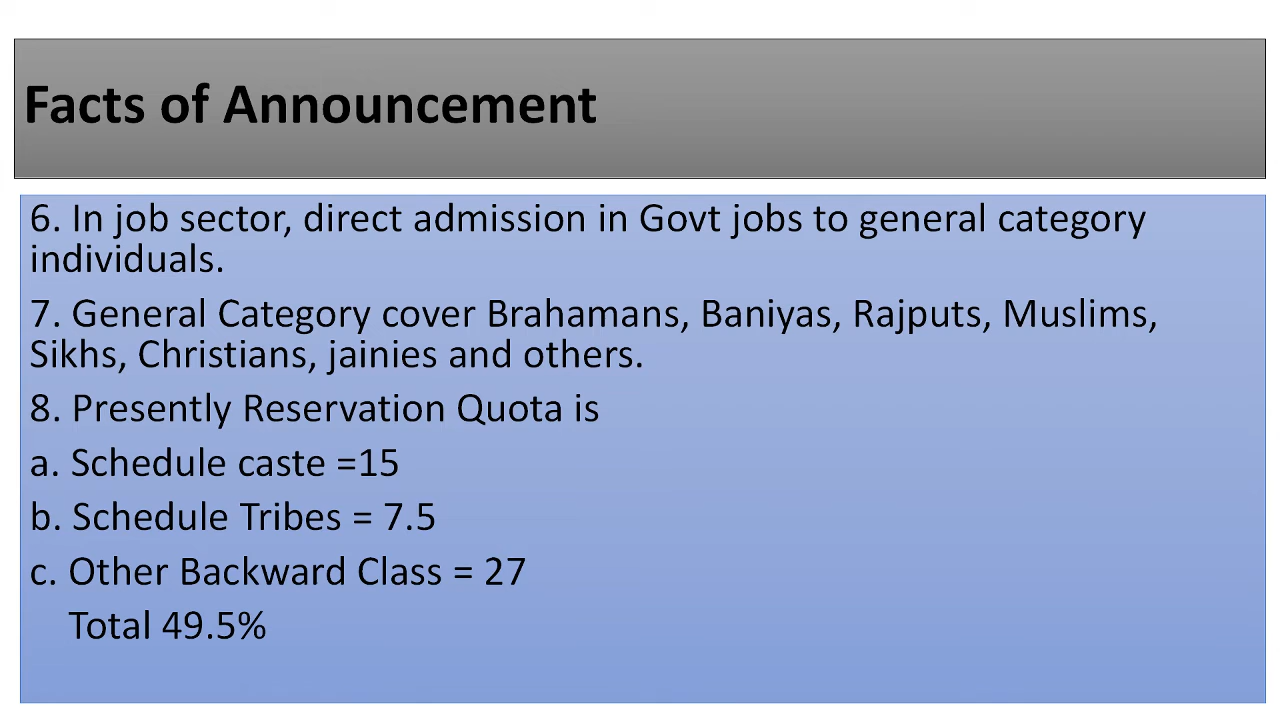 Facts of Announcement
6. In job sector, direct admission in Govt jobs to general category
individuals.
7. General Category cover Brahamans, Baniyas, Rajputs, Muslims,
Sikhs, Christians, jainies and others.
8. Presently Reservation Quota is
a. Schedule caste =15
b. Schedule Tribes = 7.5
c. Other Backward Class = 27
Total 49.5%